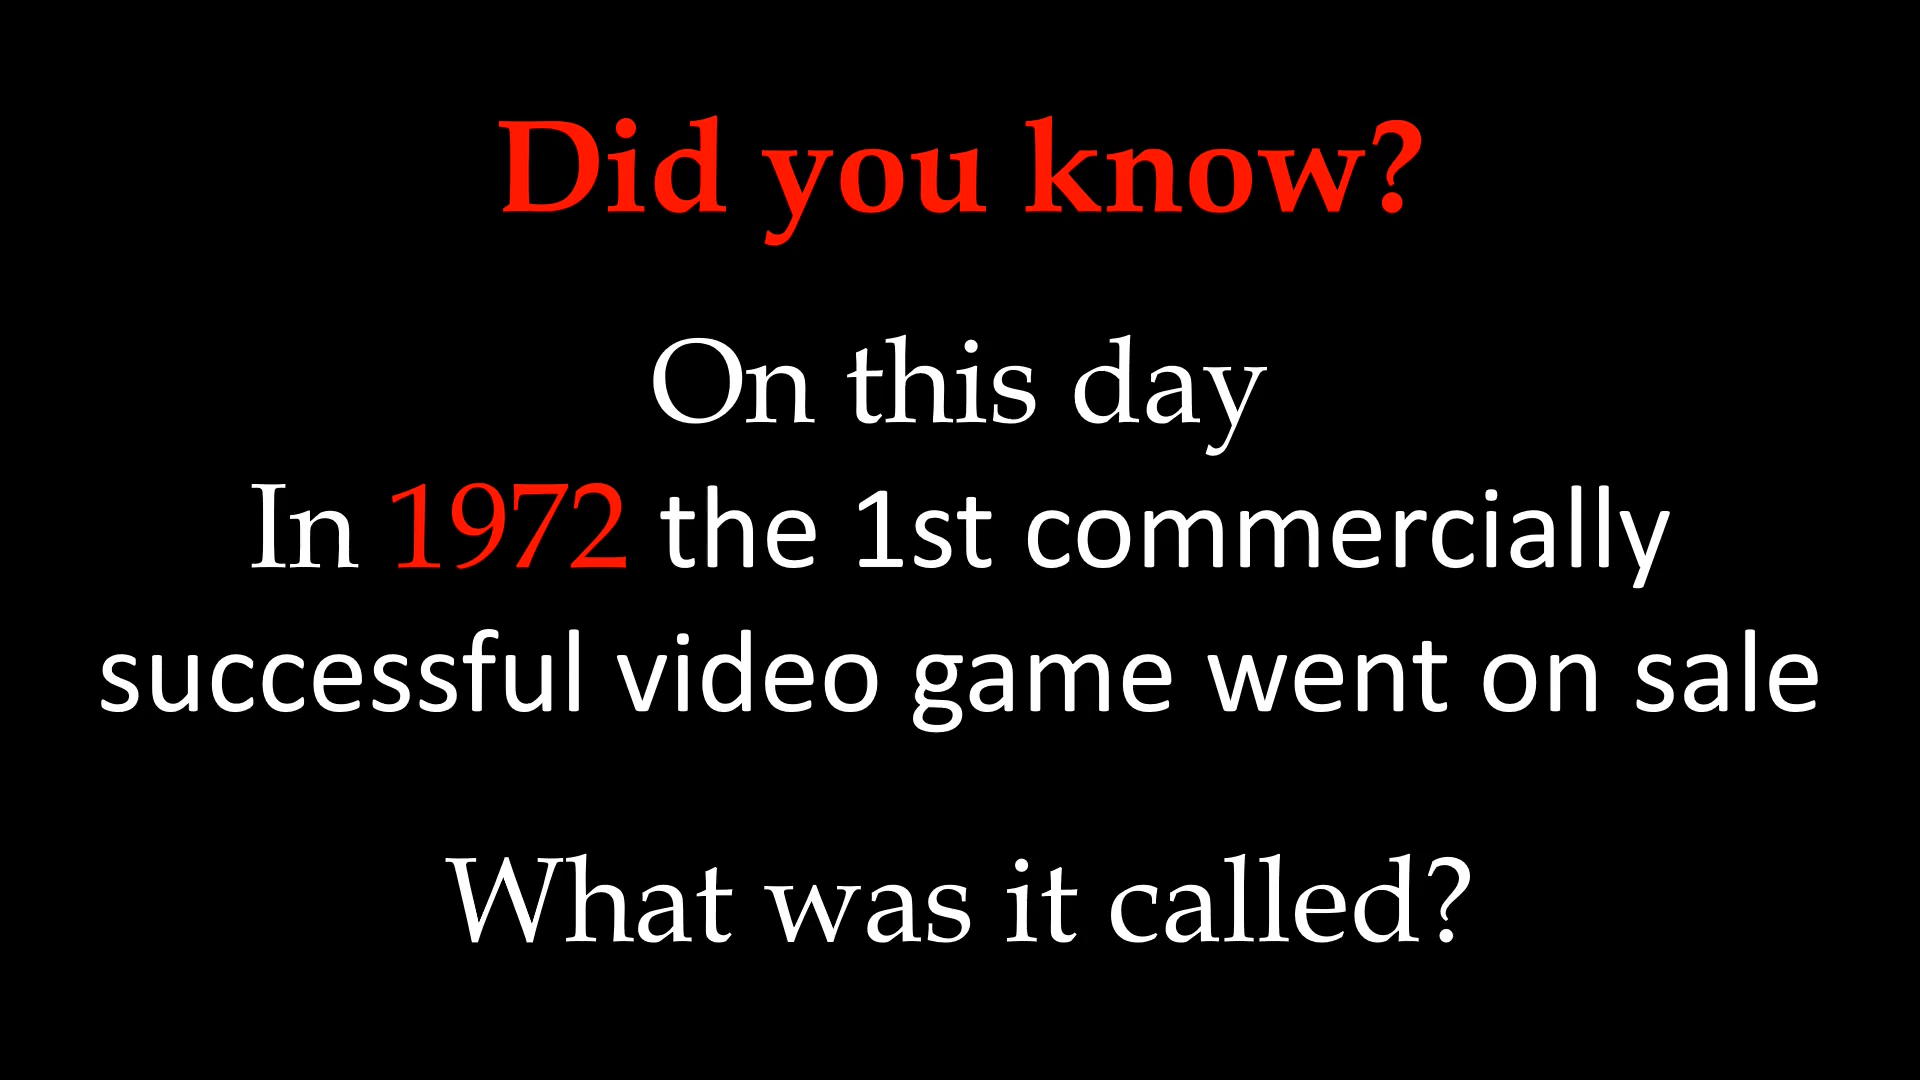 Did you know?
On this day
In 1972 the 1st commercially
successful video game went on sale
What was it called?